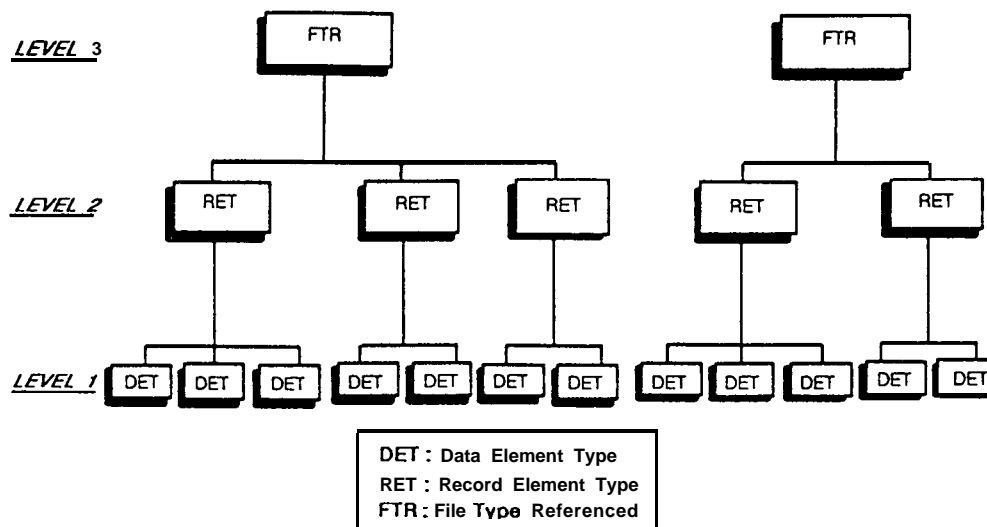 LEVEL 3 FTR FTR
LEVEL 2 RET RET RET RET RET
LEVEL 1 DET DET DET DET DET DET DET DET DET DET DET DET
DET : Data Element Type
RET : Record Element Type
FTR : File Type Referenced